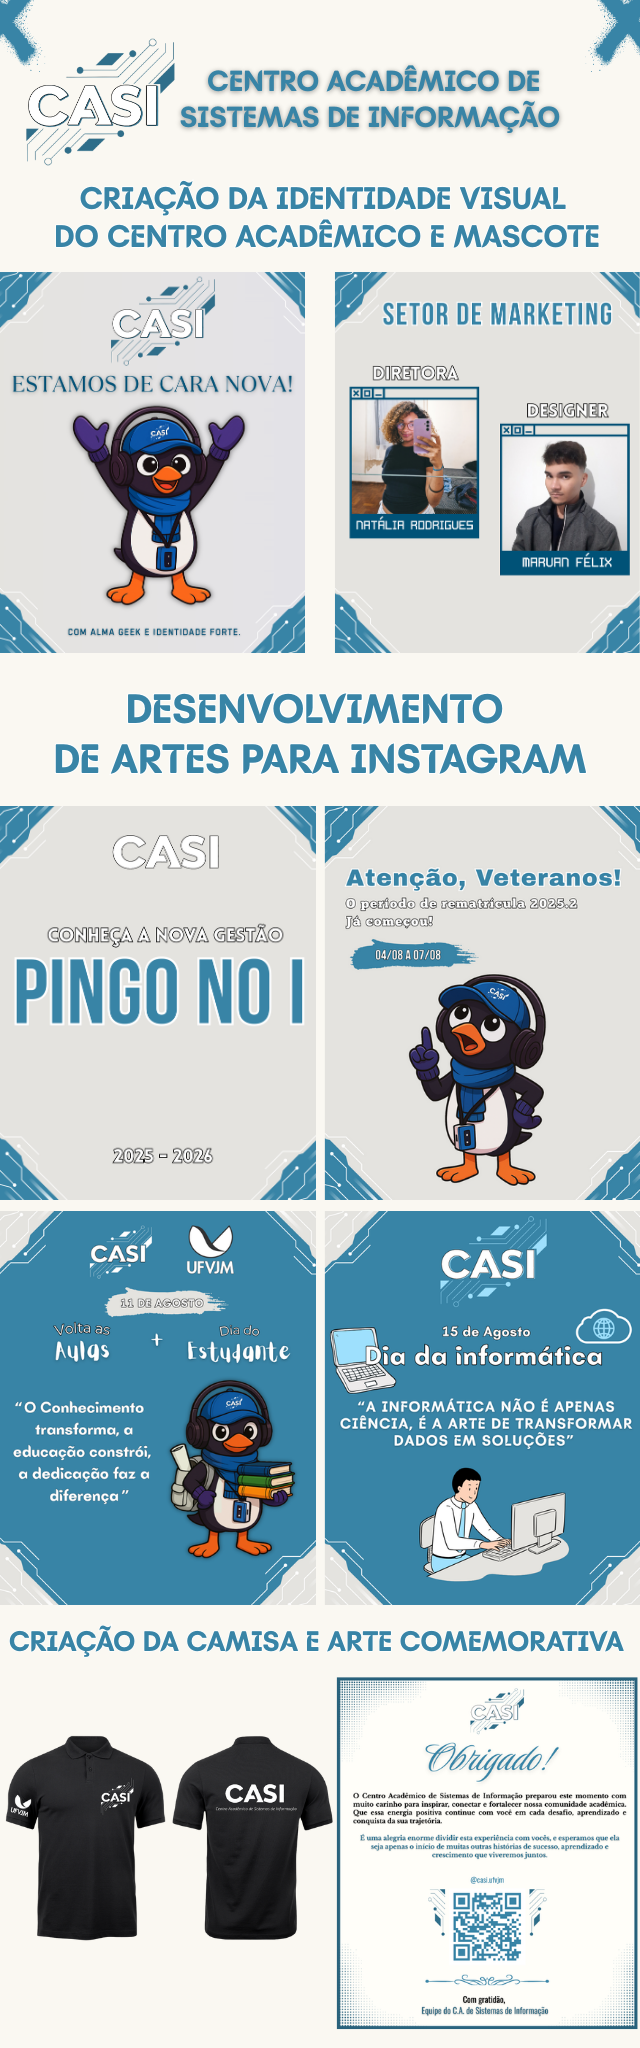 CASI
CENTRO ACADÊMICO DE
SISTEMAS DE INFORMAÇÃO
CRIAÇÃO DA IDENTIDADE VISUAL
DO CENTRO ACADÊMICO E MASCOTE
CASI
ESTAMOS DE CARA NOVA!
CASI
COM ALMA GEEK E IDENTIDADE FORTE.
SETOR DE MARKETING
DIRETORA
NATÁLIA RODRIGUES
DESIGNER
MARUAN FÉLIX
DESENVOLVIMENTO
DE ARTES PARA INSTAGRAM
CASI
CONHEÇA A NOVA GESTÃO
PINGO NO I
2025 - 2026
Atenção, Veteranos!
O período de rematrícula 2025.2
Já começou!
04/08 A 07/08
CASI
CASI
UFVJM
11 DE AGOSTO
Volta as
Aulas
+
Dia do
Estudante
“O Conhecimento
transforma, a
educação constrói,
a dedicação faz a
diferença”
CASI
CASI
15 de Agosto
Dia da informática
“A INFORMÁTICA NÃO É APENAS
CIÊNCIA, É A ARTE DE TRANSFORMAR
DADOS EM SOLUÇÕES”
CRIAÇÃO DA CAMISA E ARTE COMEMORATIVA
UFVJM
CASI
CASI
Centro Acadêmico de Sistemas de Informação
CASI
Obrigado!
O Centro Acadêmico de Sistemas de Informação preparou este momento com
muito carinho para inspirar, conectar e fortalecer nossa comunidade acadêmica.
Que essa energia positiva continue com você em cada desafio, aprendizado e
conquista da sua trajetória.
É uma alegria enorme dividir esta experiência com vocês, e esperamos que ela
seja apenas o início de muitas outras histórias de sucesso, aprendizado e
crescimento que viveremos juntos.
@casi.ufvjm
Com gratidão,
Equipe do C.A. de Sistemas de Informação